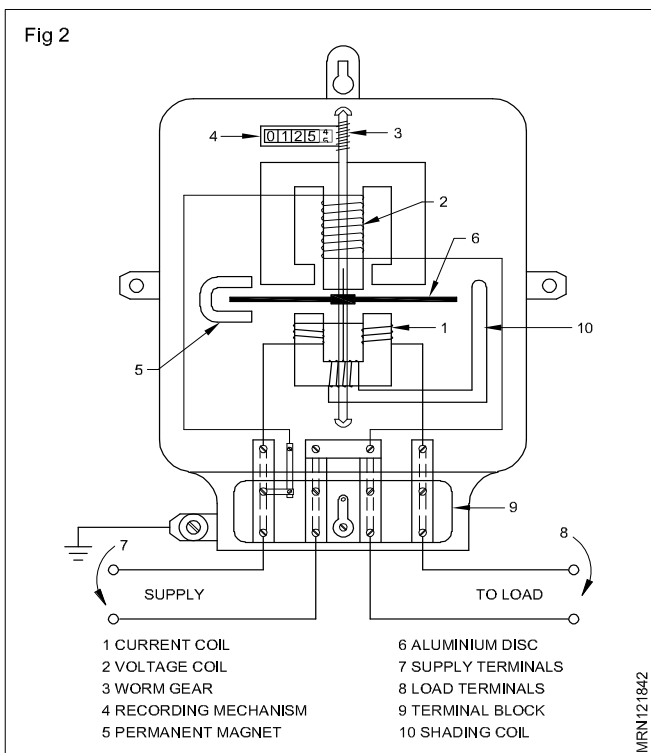 Fig 2
4
0 1 2 5
3
2
6
1
10
5
9
7
8
SUPPLY
TO LOAD
1 CURRENT COIL
2 VOLTAGE COIL
3 WORM GEAR
4 RECORDING MECHANISM
5 PERMANENT MAGNET
6 ALUMINIUM DISC
7 SUPPLY TERMINALS
8 LOAD TERMINALS
9 TERMINAL BLOCK
10 SHADING COIL
MRN121842